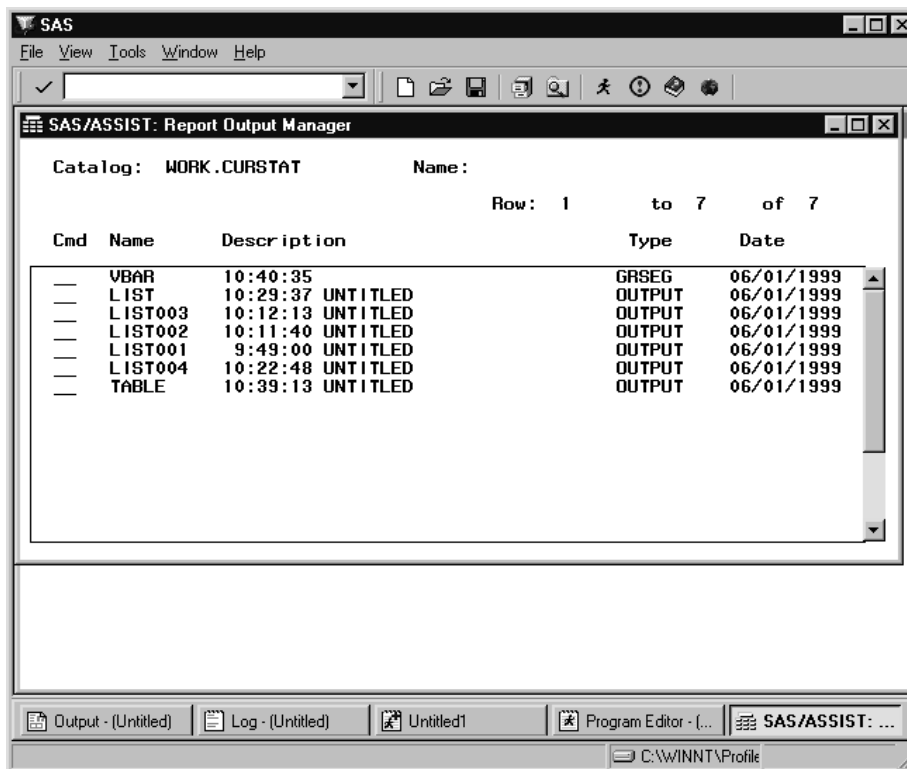 SAS
File View Tools Window Help
SAS/ASSIST: Report Output Manager
Catalog: WORK.CURSTAT Name:
Row: 1 to 7 of 7
Cmd Name Description Type Date
VBAR 10:40:35 GRSEG 06/01/1999
LIST 10:29:37 UNTITLED OUTPUT 06/01/1999
LIST003 10:12:13 UNTITLED OUTPUT 06/01/1999
LIST002 10:11:40 UNTITLED OUTPUT 06/01/1999
LIST001 9:49:00 UNTITLED OUTPUT 06/01/1999
LIST004 10:22:48 UNTITLED OUTPUT 06/01/1999
TABLE 10:39:13 UNTITLED OUTPUT 06/01/1999
Output - (Untitled) Log - (Untitled) Untitled1 Program Editor - (... SAS/ASSIST: ...
C:\WINNT\Profile